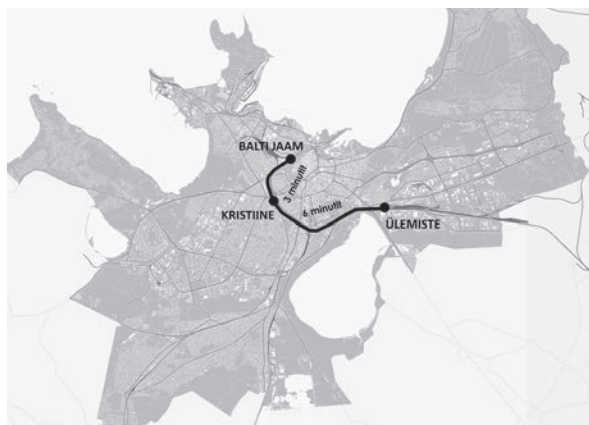 BALTI JAAM
3 minutit
KRISTIINE
6 minutit
ÜLEMISTE